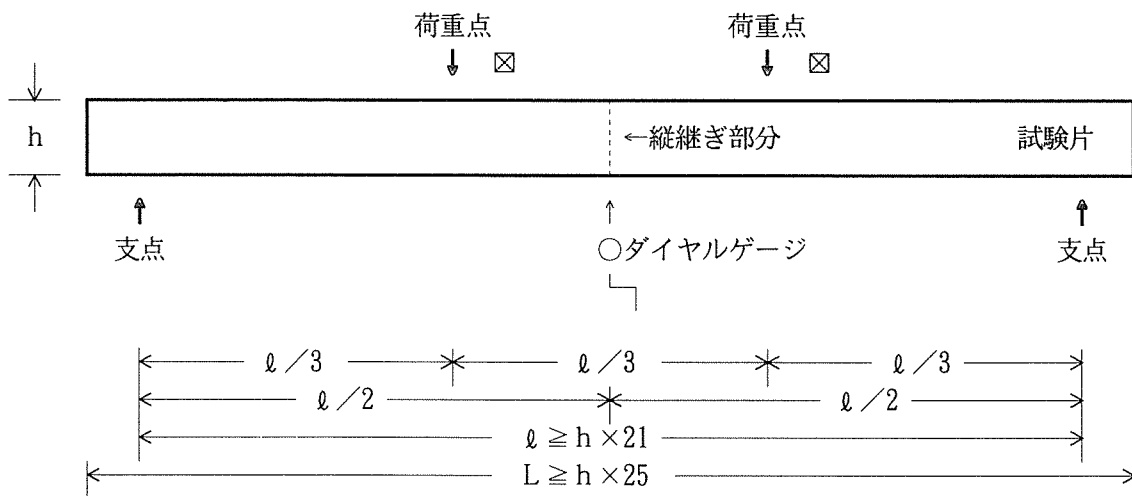 荷重点 荷重点
h
←縦継ぎ部分 試験片
支点 ○ダイヤルゲージ 支点
ℓ/3 ℓ/3 ℓ/3
ℓ/2 ℓ/2
ℓ≧h×21
L≧h×25